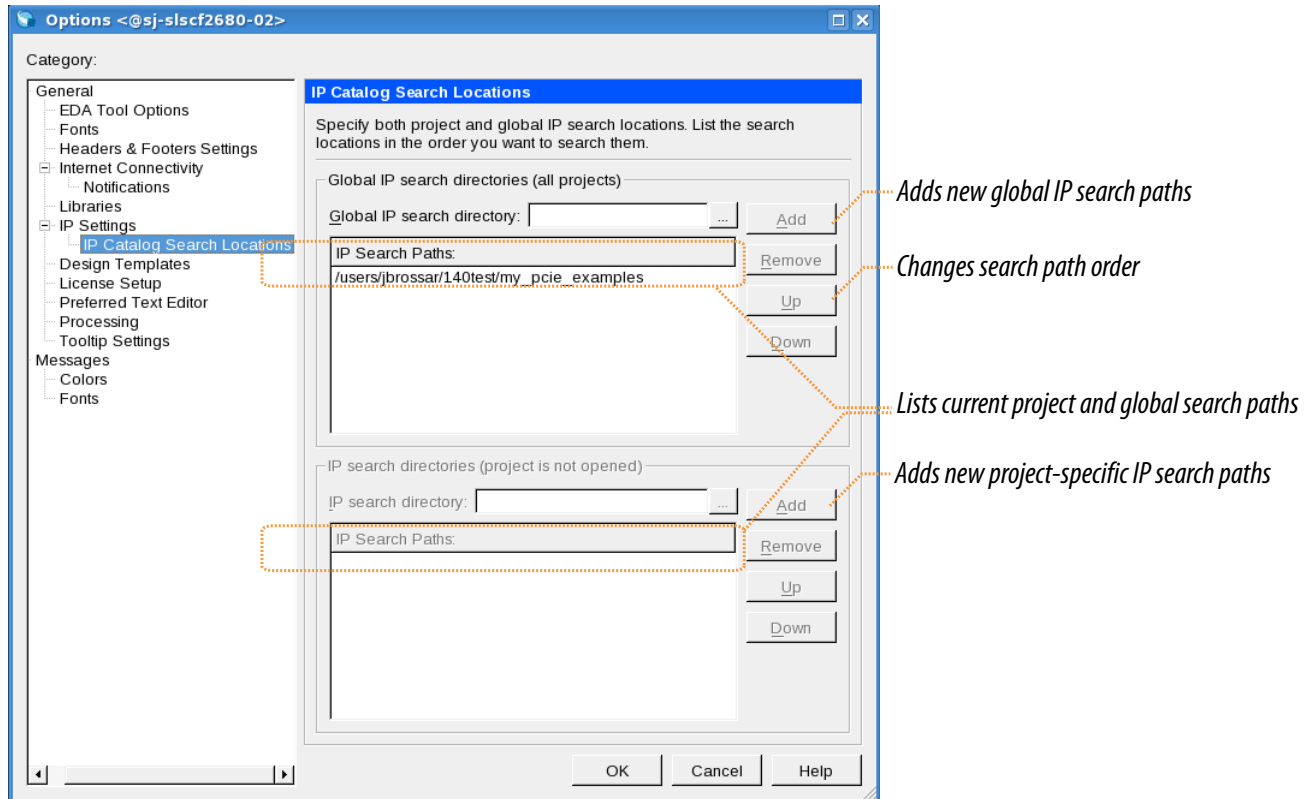 Options <@sj-slscf2680-02>
Category:
General
EDA Tool Options
Fonts
Headers & Footers Settings
Internet Connectivity
Notifications
Libraries
IP Settings
IP Catalog Search Locations
Design Templates
License Setup
Preferred Text Editor
Processing
Tooltip Settings
Messages
Colors
Fonts
IP Catalog Search Locations
Specify both project and global IP search locations. List the search
locations in the order you want to search them.
Global IP search directories (all projects)
Global IP search directory:
...
Add
IP Search Paths:
/users/jbrossar/140test/my_pcie_examples
Remove
Up
Down
IP search directories (project is not opened)
IP search directory:
...
Add
IP Search Paths:
Remove
Up
Down
OK
Cancel
Help
Adds new global IP search paths
Changes search path order
Lists current project and global search paths
Adds new project-specific IP search paths